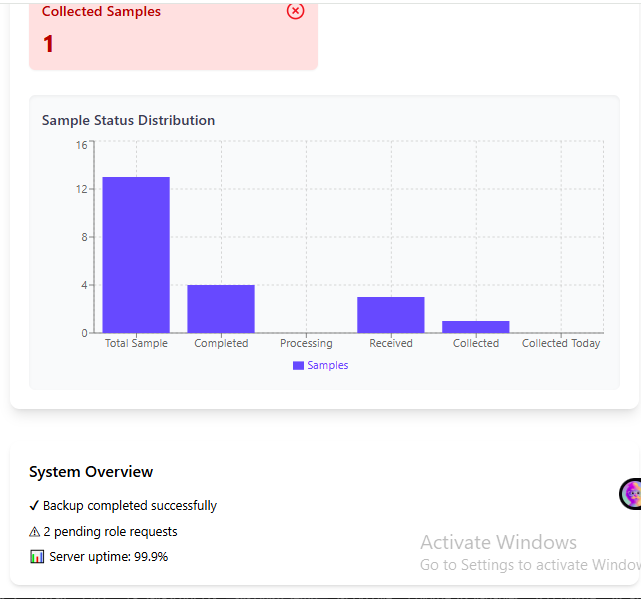 Collected Samples
1
Sample Status Distribution
16
12
8
4
0
Total Sample Completed Processing Received Collected Collected Today
Samples
System Overview
✓ Backup completed successfully
⚠ 2 pending role requests
📊 Server uptime: 99.9%
Activate Windows
Go to Settings to activate Window